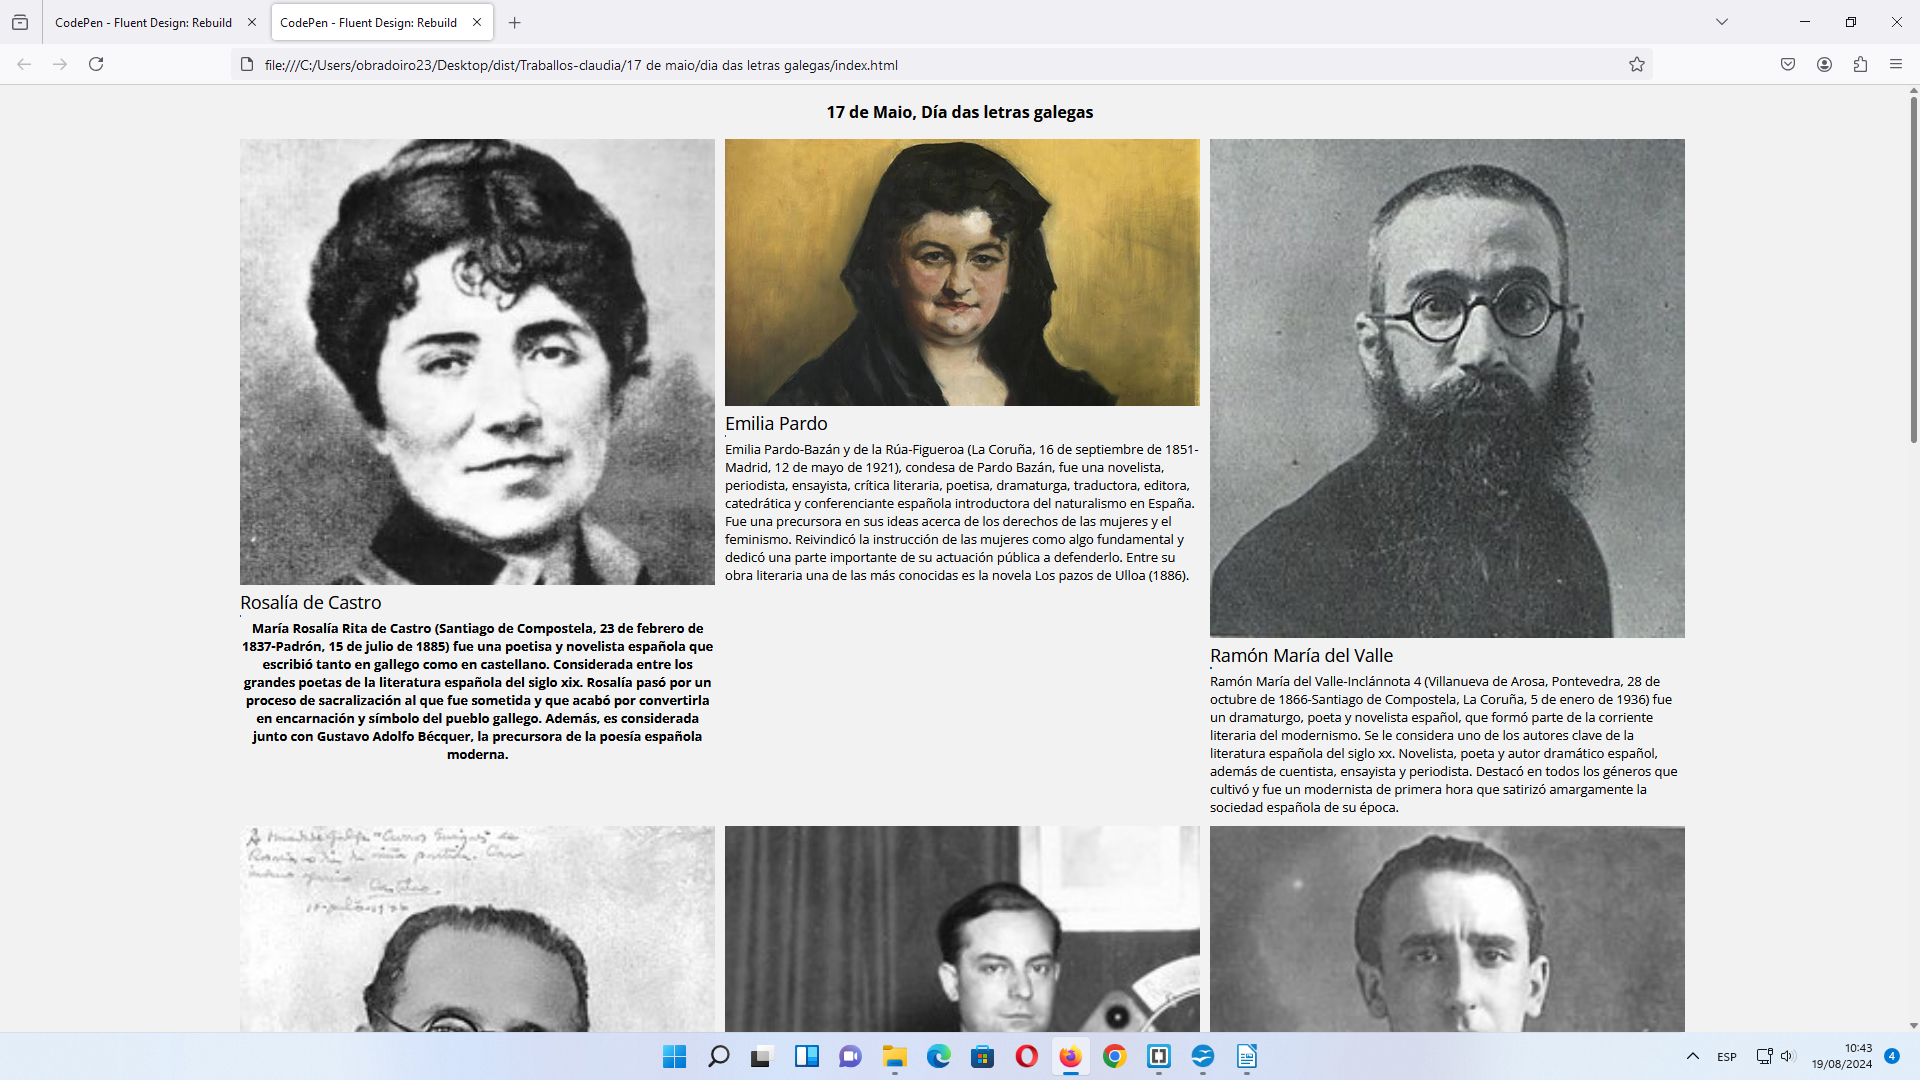 CodePen - Fluent Design: Rebuild
CodePen - Fluent Design: Rebuild
file:///C:/Users/obradoiro23/Desktop/dist/Traballos-claudia/17 de maio/dia das letras galegas/index.html
17 de Maio, Día das letras galegas
Rosalía de Castro
María Rosalía Rita de Castro (Santiago de Compostela, 23 de febrero de
1837-Padrón, 15 de julio de 1885) fue una poetisa y novelista española que
escribió tanto en gallego como en castellano. Considerada entre los
grandes poetas de la literatura española del siglo xix. Rosalía pasó por un
proceso de sacralización al que fue sometida y que acabó por convertirla
en encarnación y símbolo del pueblo gallego. Además, es considerada
junto con Gustavo Adolfo Bécquer, la precursora de la poesía española
moderna.
Emilia Pardo
Emilia Pardo-Bazán y de la Rúa-Figueroa (La Coruña, 16 de septiembre de 1851-
Madrid, 12 de mayo de 1921), condesa de Pardo Bazán, fue una novelista,
periodista, ensayista, crítica literaria, poetisa, dramaturga, traductora, editora,
catedrática y conferenciante española introductora del naturalismo en España.
Fue una precursora en sus ideas acerca de los derechos de las mujeres y el
feminismo. Reivindicó la instrucción de las mujeres como algo fundamental y
dedicó una parte importante de su actuación pública a defenderlo. Entre su
obra literaria una de las más conocidas es la novela Los pazos de Ulloa (1886).
Ramón María del Valle
Ramón María del Valle-Inclánnota 4 (Villanueva de Arosa, Pontevedra, 28 de
octubre de 1866-Santiago de Compostela, La Coruña, 5 de enero de 1936) fue
un dramaturgo, poeta y novelista español, que formó parte de la corriente
literaria del modernismo. Se le considera uno de los autores clave de la
literatura española del siglo xx. Novelista, poeta y autor dramático español,
además de cuentista, ensayista y periodista. Destacó en todos los géneros que
cultivó y fue un modernista de primera hora que satirizó amargamente la
sociedad española de su época.
ESP
10:43
19/08/2024
4